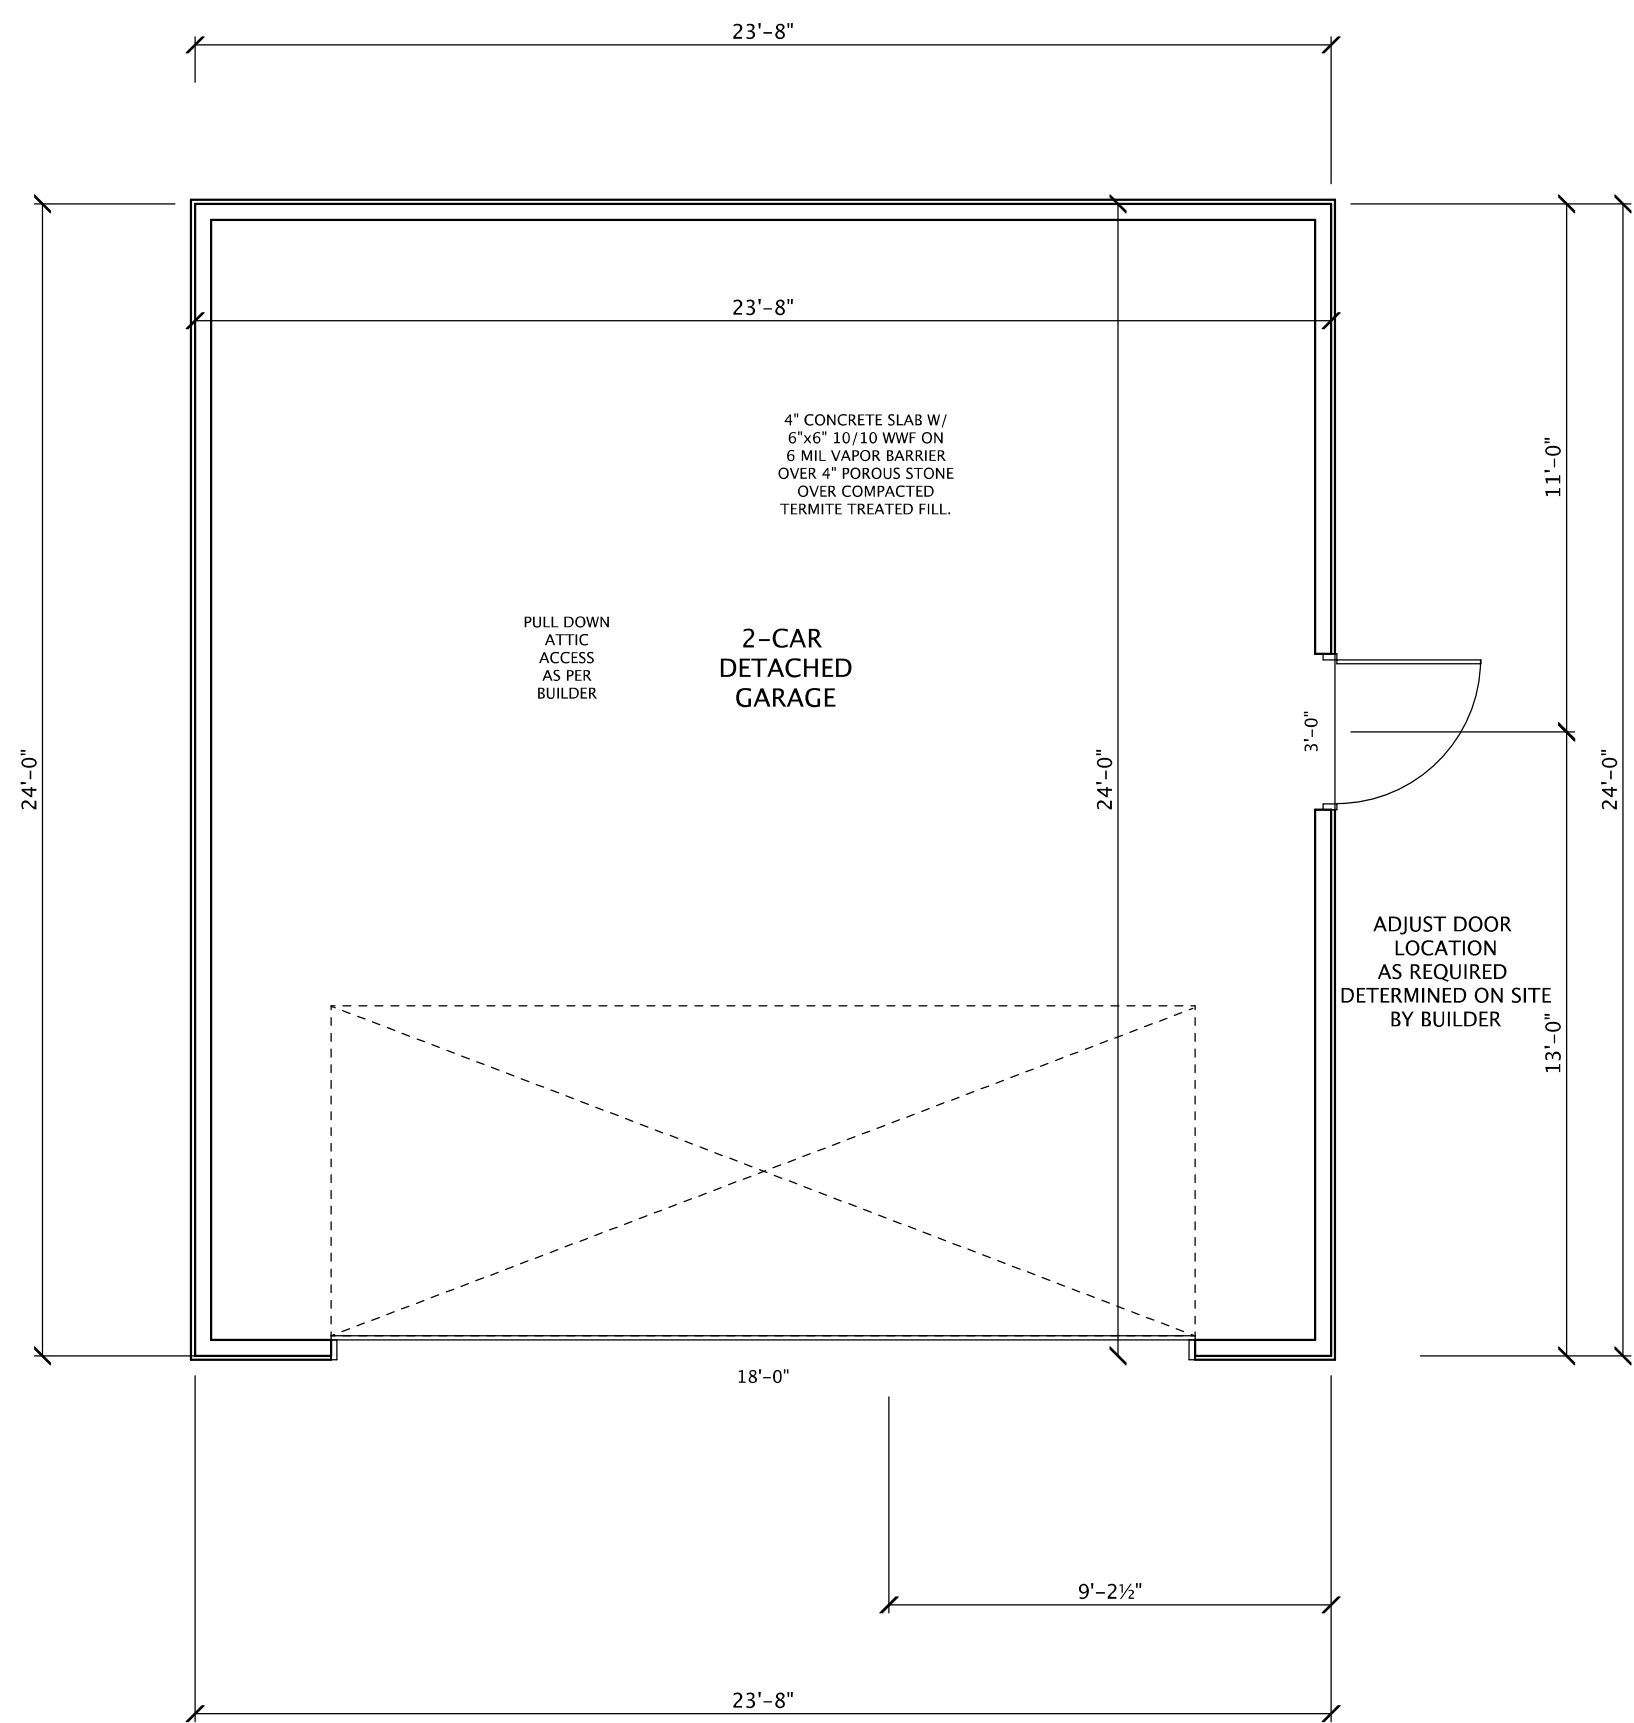 23'-8"
23'-8"
4" CONCRETE SLAB W/
6"x6" 10/10 WWF ON
6 MIL VAPOR BARRIER
OVER 4" POROUS STONE
OVER COMPACTED
TERMITE TREATED FILL.
11'-0"
PULL DOWN
ATTIC
ACCESS
AS PER
BUILDER
2-CAR
DETACHED
GARAGE
3'-0"
24'-0"
24'-0"
24'-0"
ADJUST DOOR
LOCATION
AS REQUIRED
DETERMINED ON SITE
BY BUILDER
13'-0"
18'-0"
9'-2½"
23'-8"